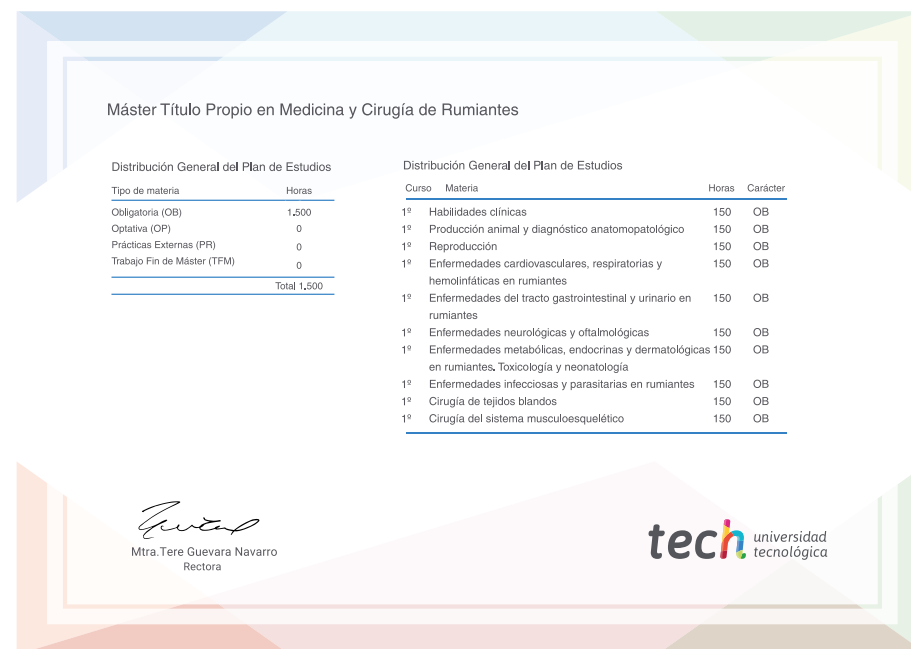 Máster Título Propio en Medicina y Cirugía de Rumiantes
Distribución General del Plan de Estudios
Tipo de materia Horas
Obligatoria (OB) 1.500
Optativa (OP) 0
Prácticas Externas (PR) 0
Trabajo Fin de Máster (TFM) 0
Total 1.500
Distribución General del Plan de Estudios
Curso Materia Horas Carácter
1º Habilidades clínicas 150 OB
1º Producción animal y diagnóstico anatomopatológico 150 OB
1º Reproducción 150 OB
1º Enfermedades cardiovasculares, respiratorias y 150 OB
hemolinfáticas en rumiantes
1º Enfermedades del tracto gastrointestinal y urinario en 150 OB
rumiantes
1º Enfermedades neurológicas y oftalmológicas 150 OB
1º Enfermedades metabólicas, endocrinas y dermatológicas 150 OB
en rumiantes. Toxicología y neonatología
1º Enfermedades infecciosas y parasitarias en rumiantes 150 OB
1º Cirugía de tejidos blandos 150 OB
1º Cirugía del sistema musculoesquelético 150 OB
Mtra.Tere Guevara Navarro
Rectora
tech universidad
tecnológica